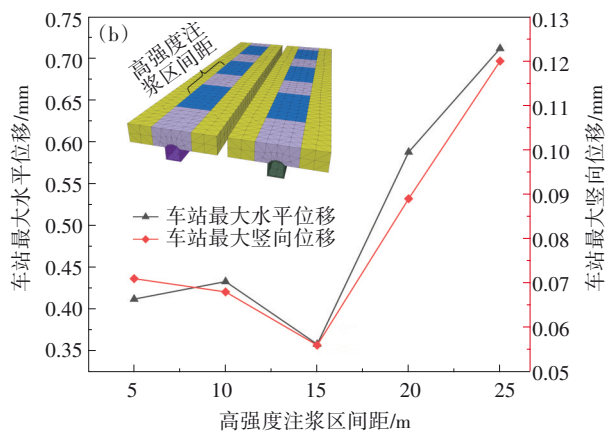 (b)
高强度注
浆区间距
车站最大水平位移
车站最大竖向位移
车站最大水平位移/mm
0.75
0.70
0.65
0.60
0.55
0.50
0.45
0.40
0.35
车站最大竖向位移/mm
0.13
0.12
0.11
0.10
0.09
0.08
0.07
0.06
0.05
5 10 15 20 25
高强度注浆区间距/m